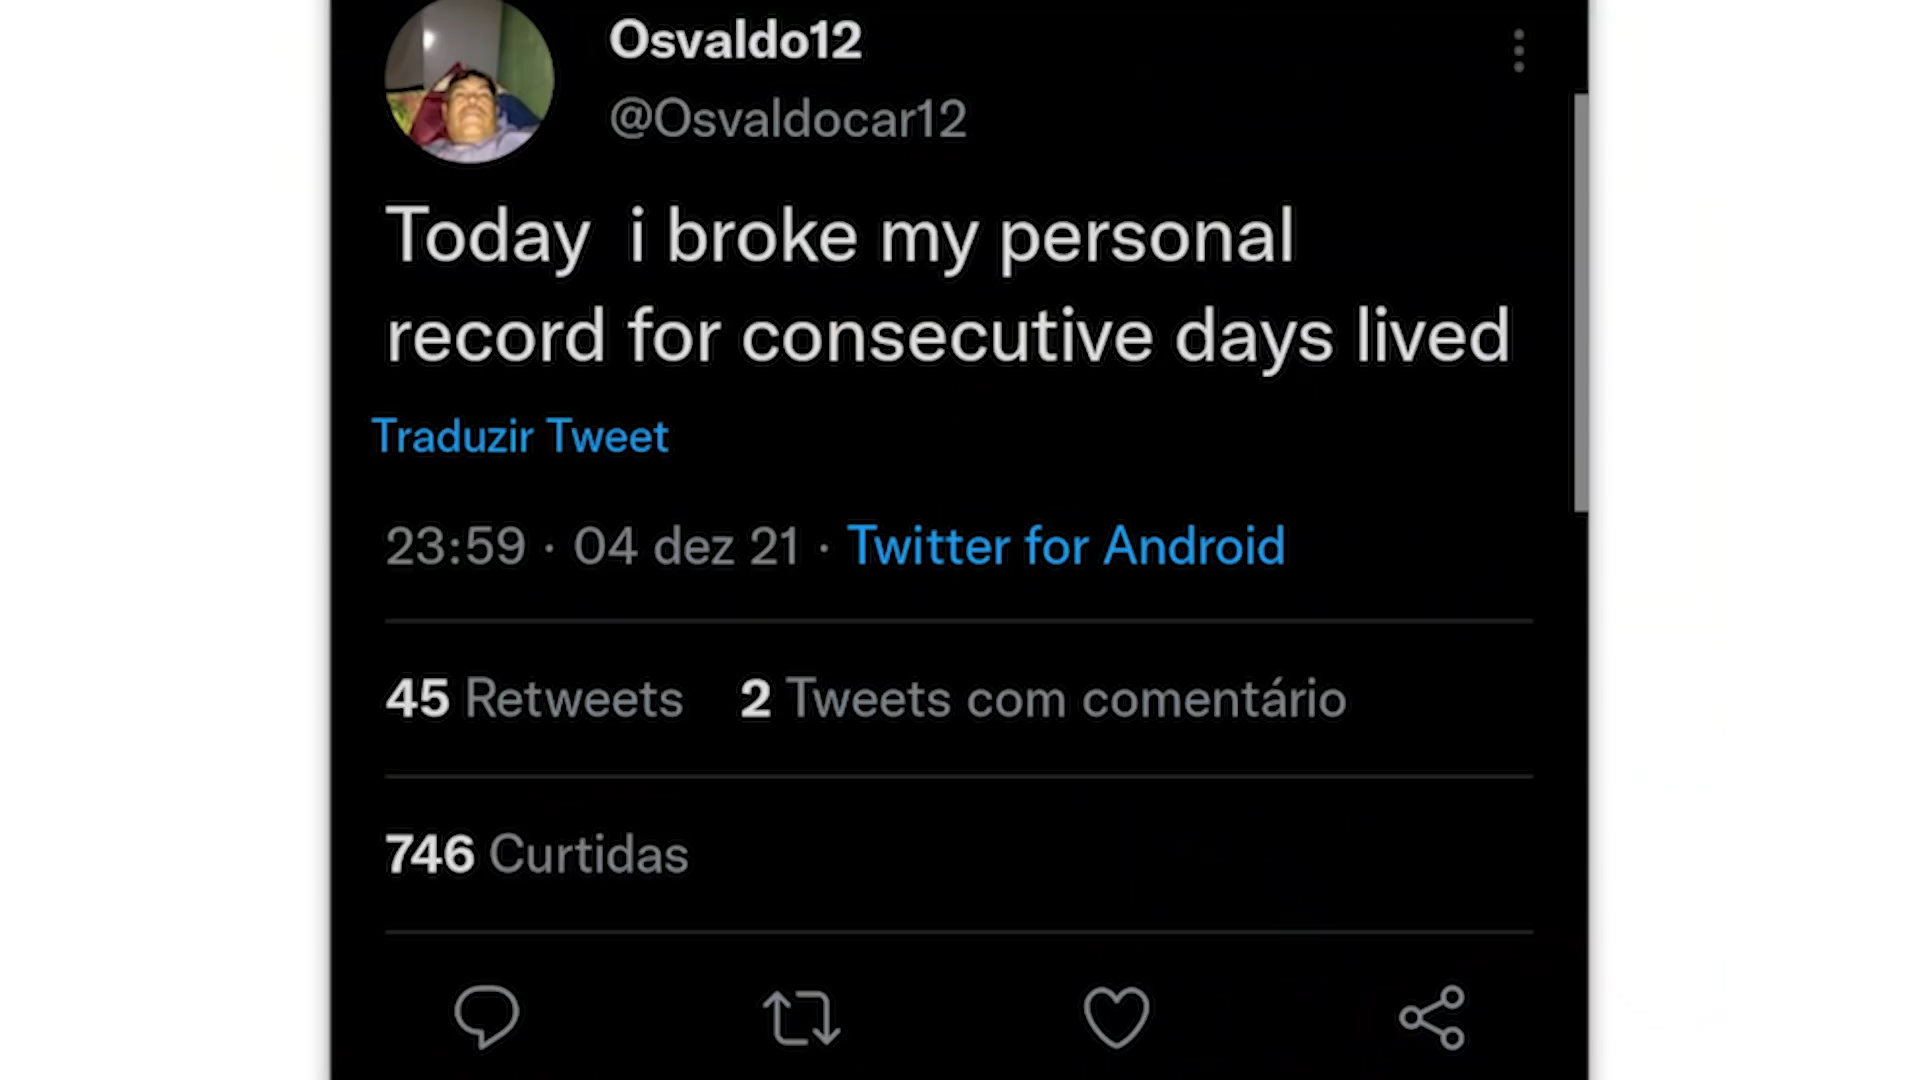 Osvaldo12
@Osvaldocar12
Today  i broke my personal
record for consecutive days lived
Traduzir Tweet
23:59 · 04 dez 21 · Twitter for Android
45 Retweets 2 Tweets com comentário
746 Curtidas